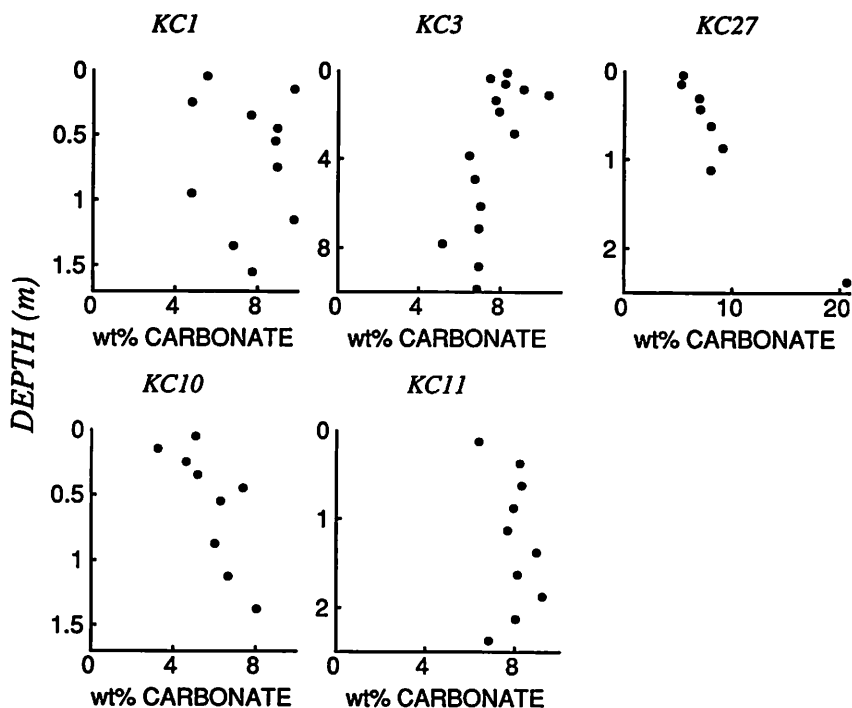 KC1
KC3
KC27
0
0.5
1
1.5
0 4 8
wt% CARBONATE
0
4
8
0 8
wt% CARBONATE
0
1
2
0 10 20
wt% CARBONATE
DEPTH (m)
KC10
KC11
0
0.5
1
1.5
0 4 8
wt% CARBONATE
0
1
2
0 4 8
wt% CARBONATE